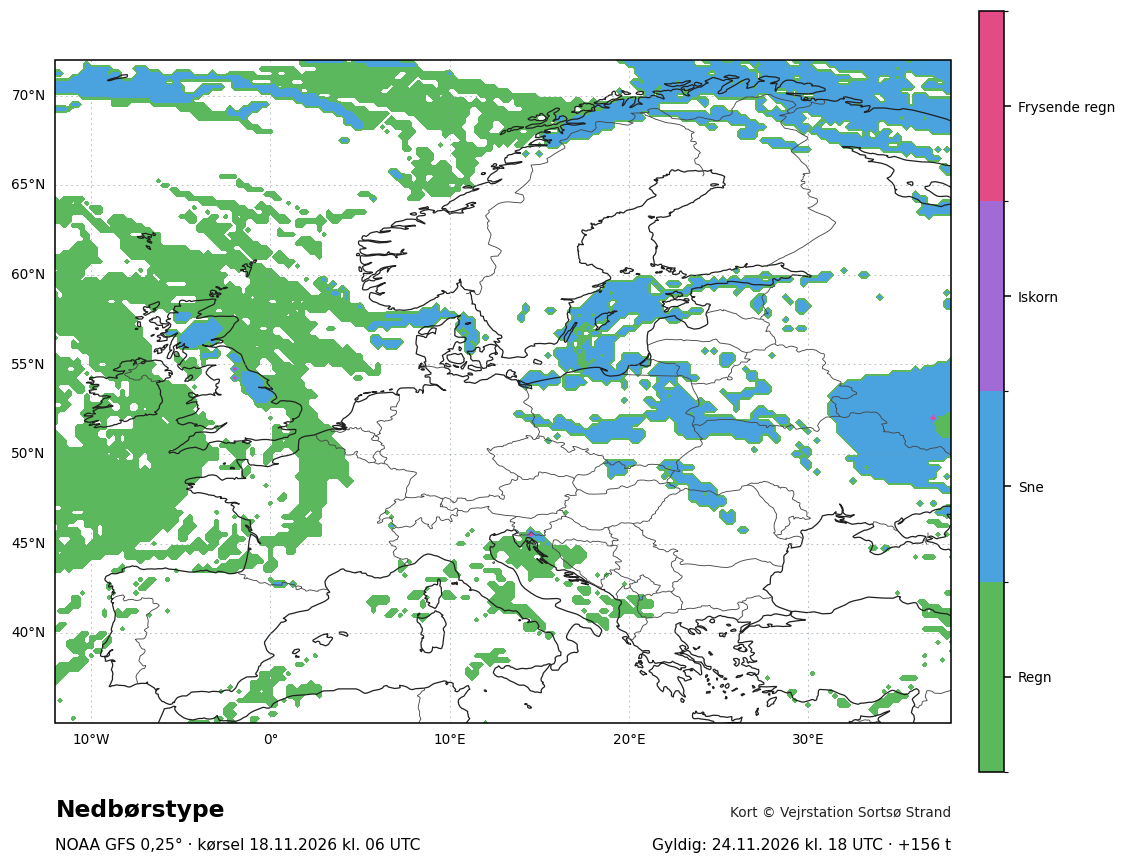 70°N
65°N
60°N
55°N
50°N
45°N
40°N
10°W
0°
10°E
20°E
30°E
Frysende regn
Iskorn
Sne
Regn
Nedbørstype
Kort © Vejrstation Sortsø Strand
NOAA GFS 0,25° · kørsel 18.11.2026 kl. 06 UTC
Gyldig: 24.11.2026 kl. 18 UTC · +156 t